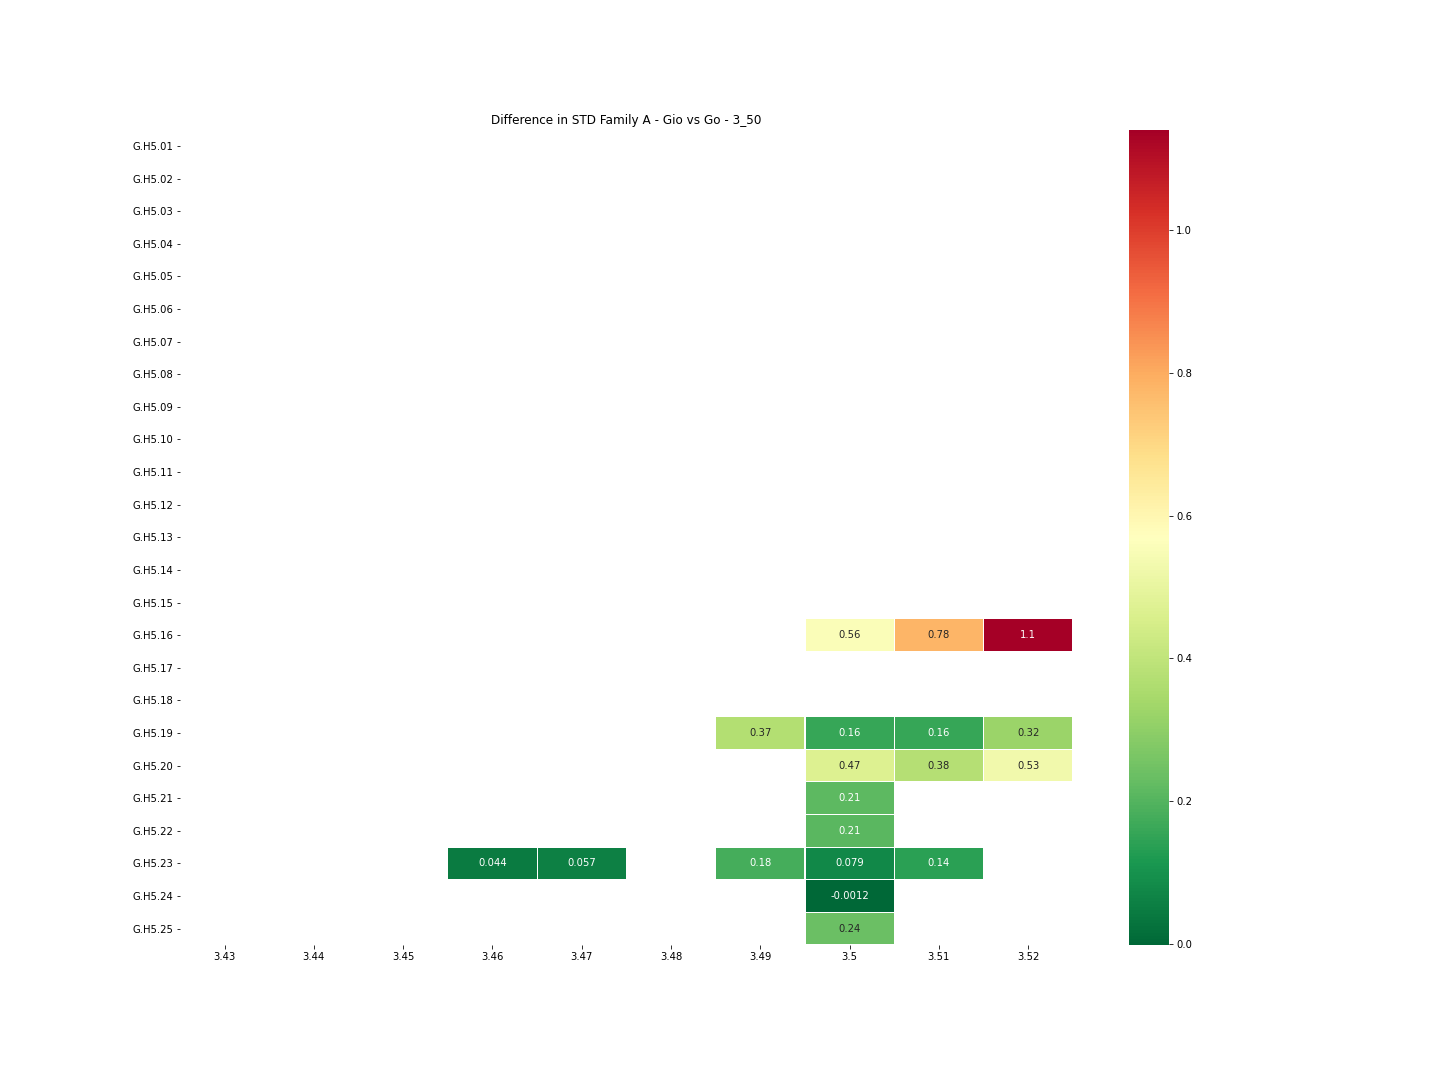 Difference in STD Family A - Gio vs Go - 3_50
G.H5.01
G.H5.02
G.H5.03
G.H5.04
G.H5.05
G.H5.06
G.H5.07
G.H5.08
G.H5.09
G.H5.10
G.H5.11
G.H5.12
G.H5.13
G.H5.14
G.H5.15
G.H5.16 0.56 0.78 1.1
G.H5.17
G.H5.18
G.H5.19 0.37 0.16 0.16 0.32
G.H5.20 0.47 0.38 0.53
G.H5.21 0.21
G.H5.22 0.21
G.H5.23 0.044 0.057 0.18 0.079 0.14
G.H5.24 -0.0012
G.H5.25 0.24
3.43 3.44 3.45 3.46 3.47 3.48 3.49 3.5 3.51 3.52
1.0
0.8
0.6
0.4
0.2
0.0